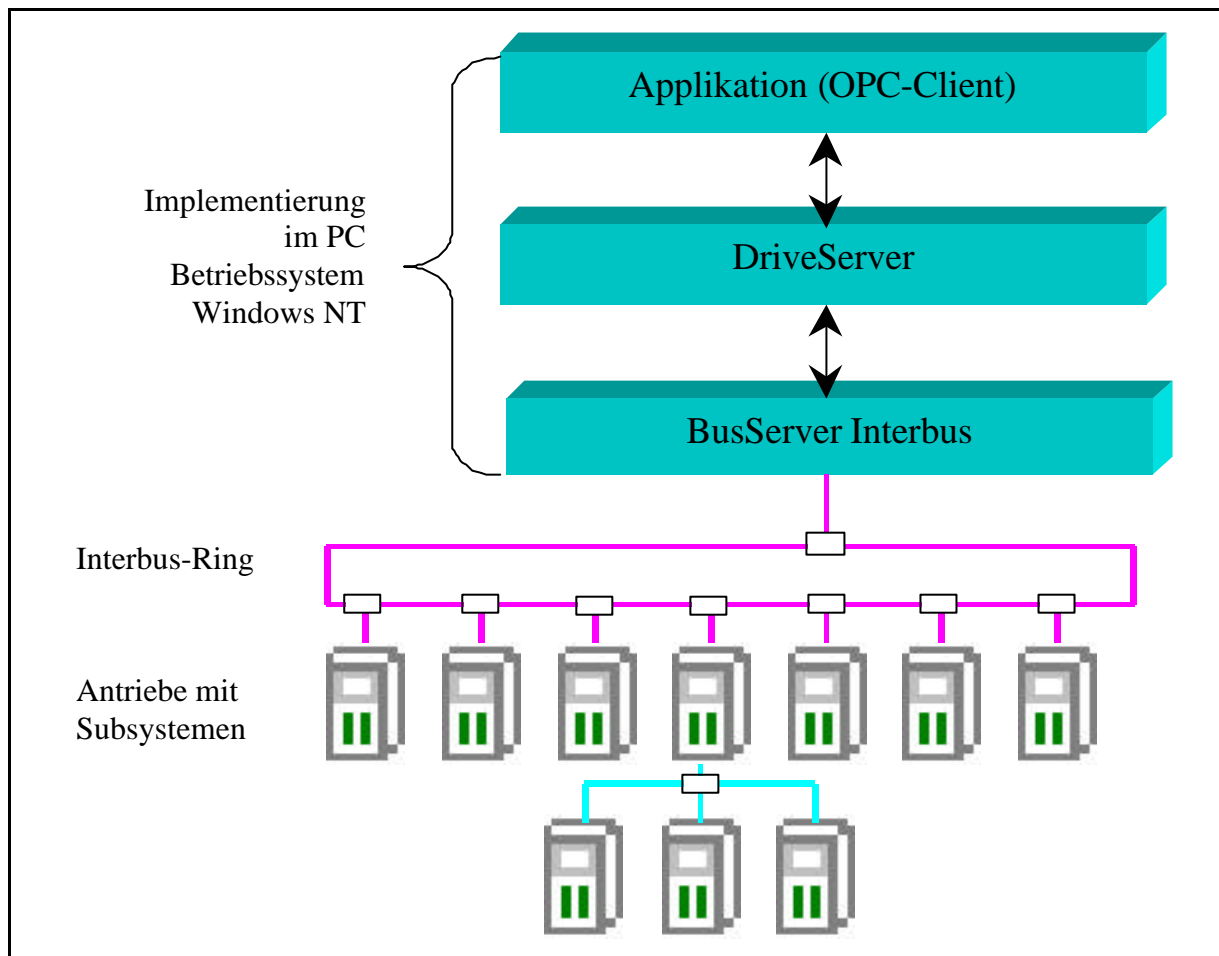 Applikation (OPC-Client)
Implementierung
im PC
Betriebssystem
Windows NT
DriveServer
BusServer Interbus
Interbus-Ring
Antriebe mit
Subsystemen